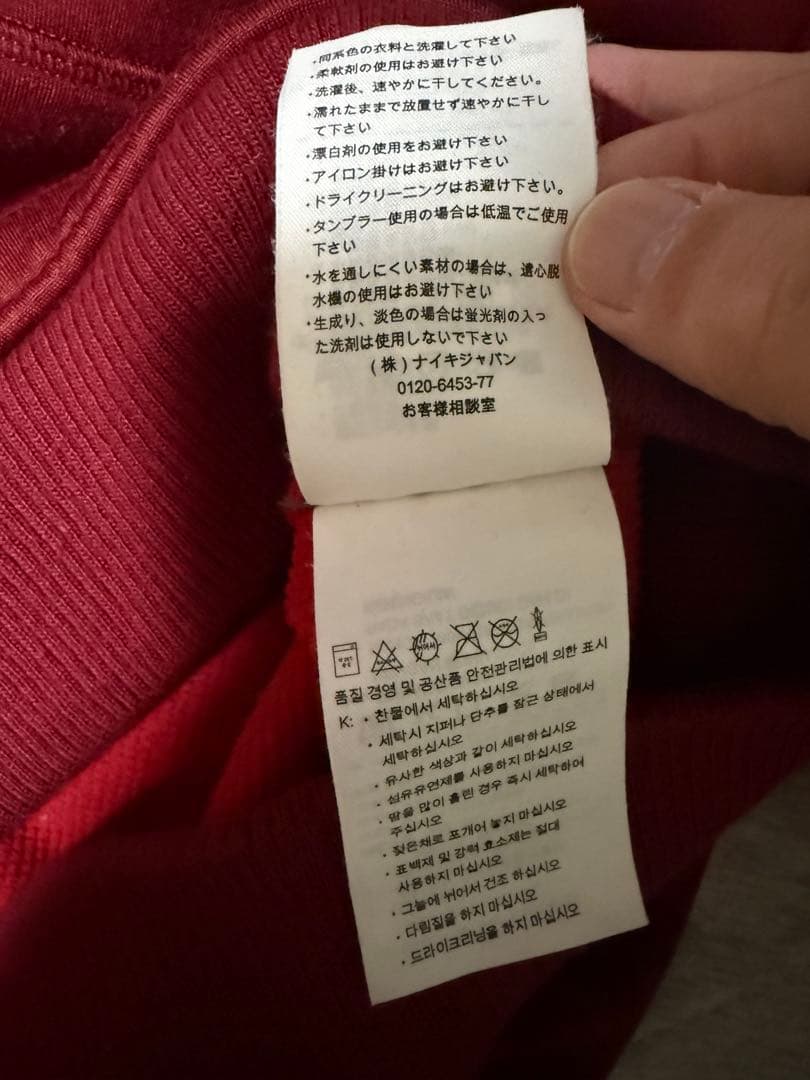 ・同系色の衣料と洗濯して下さい
・柔軟剤の使用はお避け下さい
・洗濯後、速やかに干してください。
・濡れたままで放置せず速やかに干し
て下さい
・漂白剤の使用をお避け下さい
・アイロン掛けはお避け下さい
・ドライクリーニングはお避け下さい。
・タンブラー使用の場合は低温でご使用
下さい
・水を通しにくい素材の場合は、遺心脱
水機の使用はお避け下さい
・生成り、淡色の場合は蛍光剤の入っ
た洗剤は使用しないで下さい
(株)ナイキジャパン
0120-6453-77
お客様相談室
품질 경영 및 공산품 안전관리법에 의한 표시
K: ・찬물에서 세탁하십시오
・세탁시 지퍼나 단추를 잠근 상태에서
세탁하십시오
・유사한 색상과 같이 세탁하십시오
・섬유유연제를 사용하지 마십시오
・땀을 많이 흘린 경우 즉시 세탁하여
주십시오
・젖은채로 포개어 놓지 마십시오
・표백재 및 강력 효소제는 절대
사용하지 마십시오
・그늘에 뉘어서 건조 하십시오
・다림질을 하지 마십시오
・드라이크리닝을 하지 마십시오